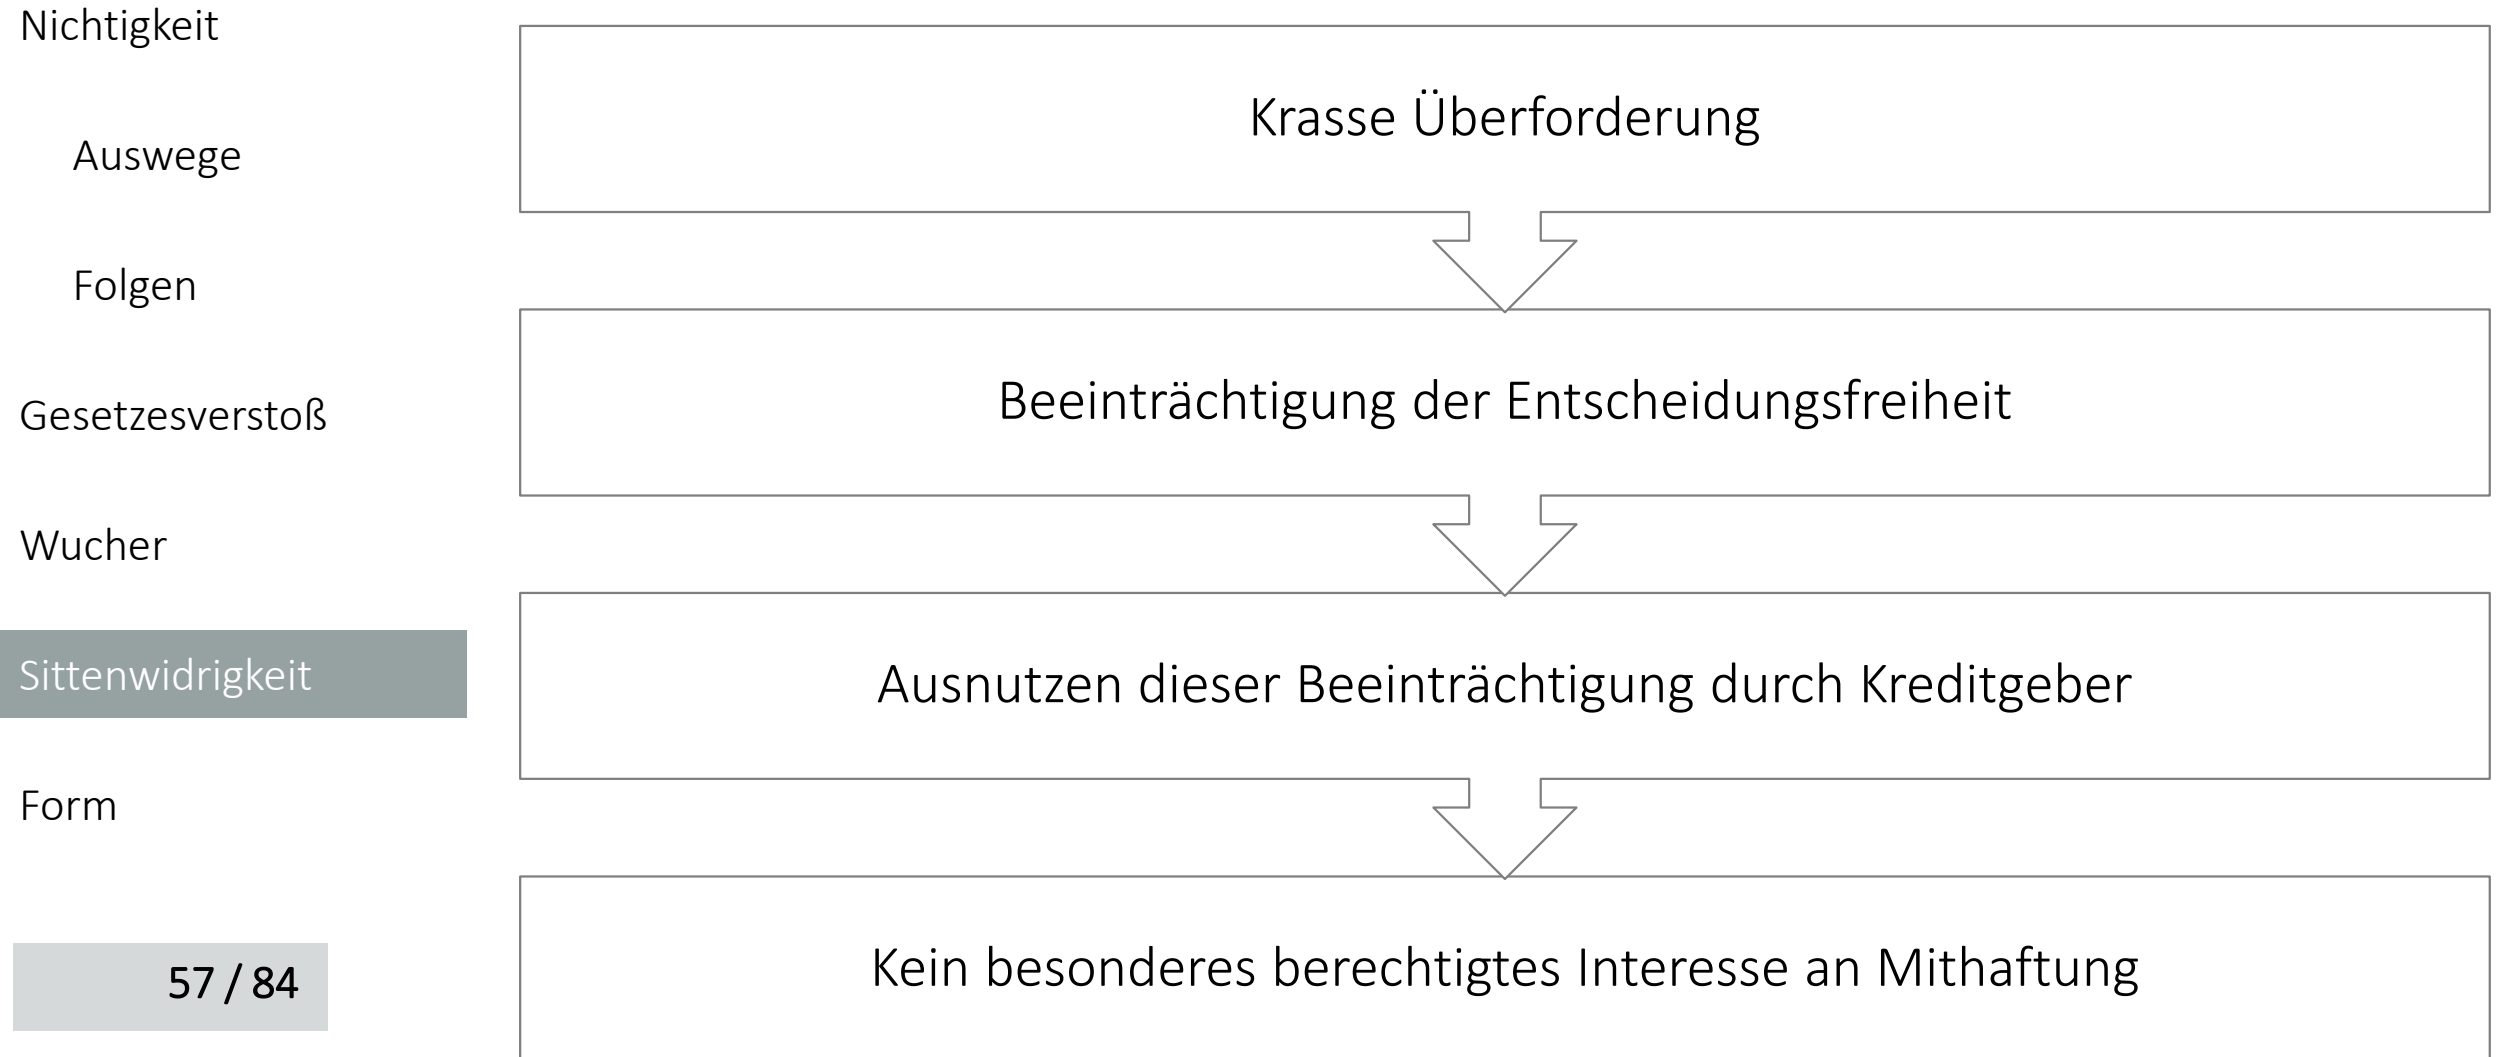 Nichtigkeit
Auswege
Folgen
Gesetzesverstoß
Wucher
Sittenwidrigkeit
Form
57 / 84
Krasse Überforderung
Beeinträchtigung der Entscheidungsfreiheit
Ausnutzen dieser Beeinträchtigung durch Kreditgeber
Kein besonderes berechtigtes Interesse an Mithaftung